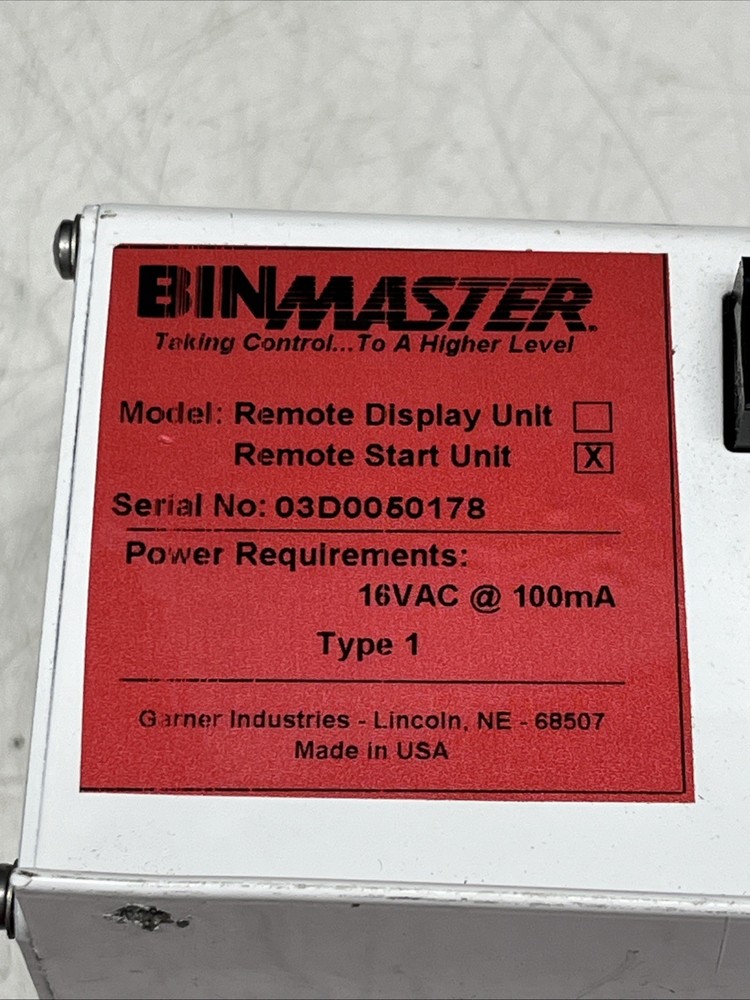 BINMASTER®
Taking Control...To A Higher Level
Model: Remote Display Unit
Remote Start Unit X
Serial No: 03D0050178
Power Requirements:
16VAC @ 100mA
Type 1
Garner Industries - Lincoln, NE - 68507
Made in USA